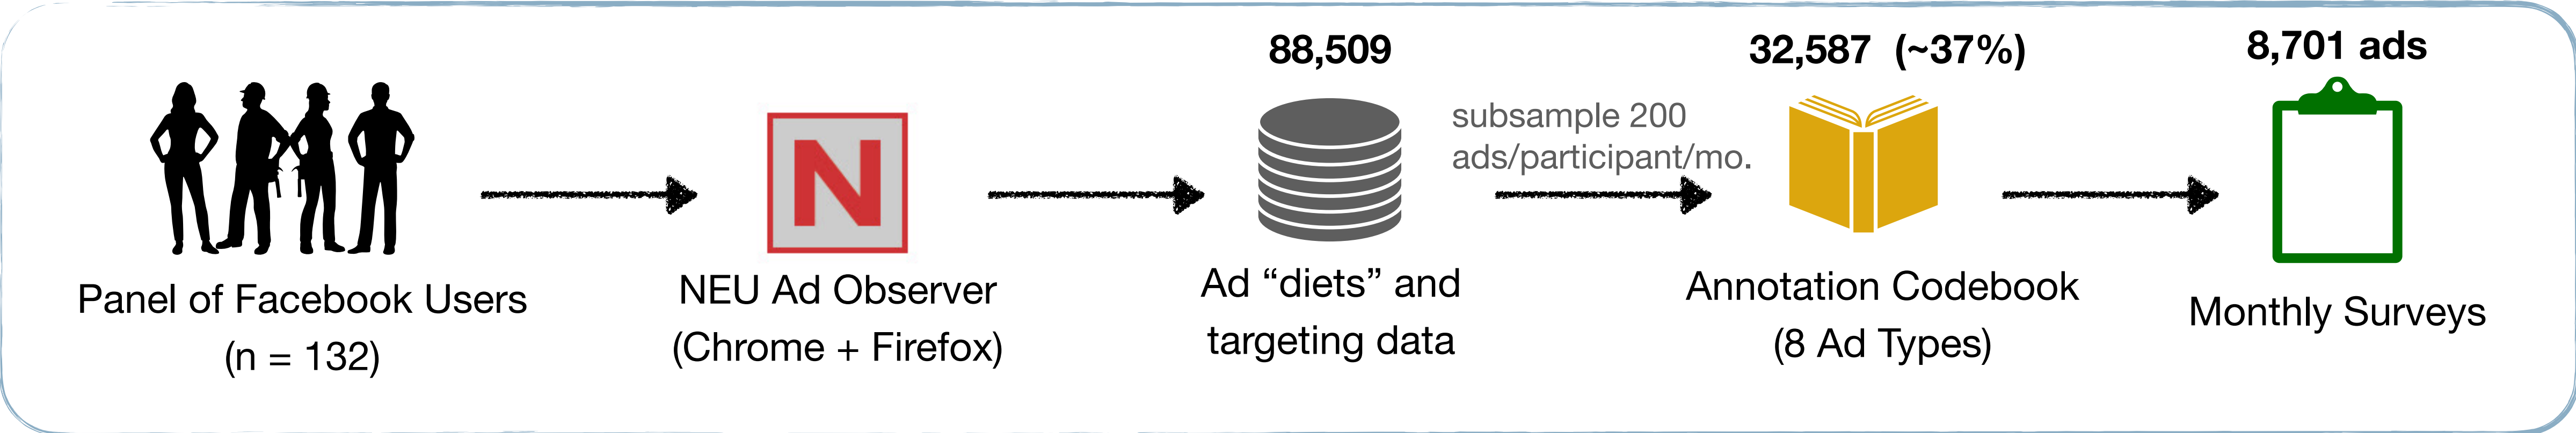 Panel of Facebook Users
(n = 132)
N
NEU Ad Observer
(Chrome + Firefox)
88,509
Ad “diets” and
targeting data
subsample 200
ads/participant/mo.
32,587 (~37%)
Annotation Codebook
(8 Ad Types)
8,701 ads
Monthly Surveys